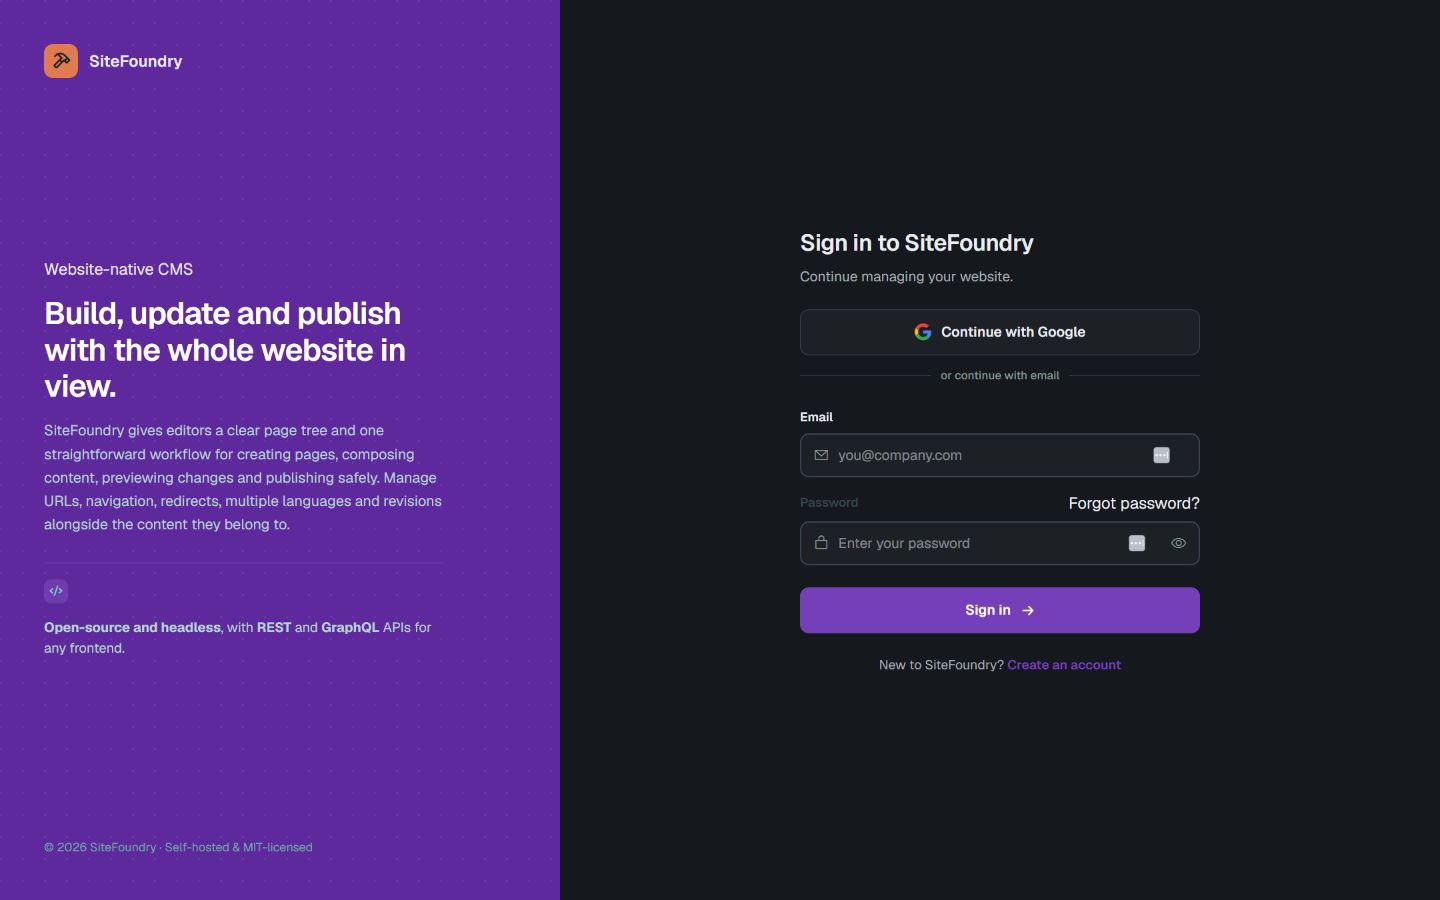 SiteFoundry
Website-native CMS
Build, update and publish
with the whole website in
view.
SiteFoundry gives editors a clear page tree and one
straightforward workflow for creating pages, composing
content, previewing changes and publishing safely. Manage
URLs, navigation, redirects, multiple languages and revisions
alongside the content they belong to.
</>
Open-source and headless, with REST and GraphQL APIs for
any frontend.
© 2026 SiteFoundry · Self-hosted & MIT-licensed
Sign in to SiteFoundry
Continue managing your website.
Continue with Google
or continue with email
Email
you@company.com
Password Forgot password?
Enter your password
Sign in →
New to SiteFoundry? Create an account